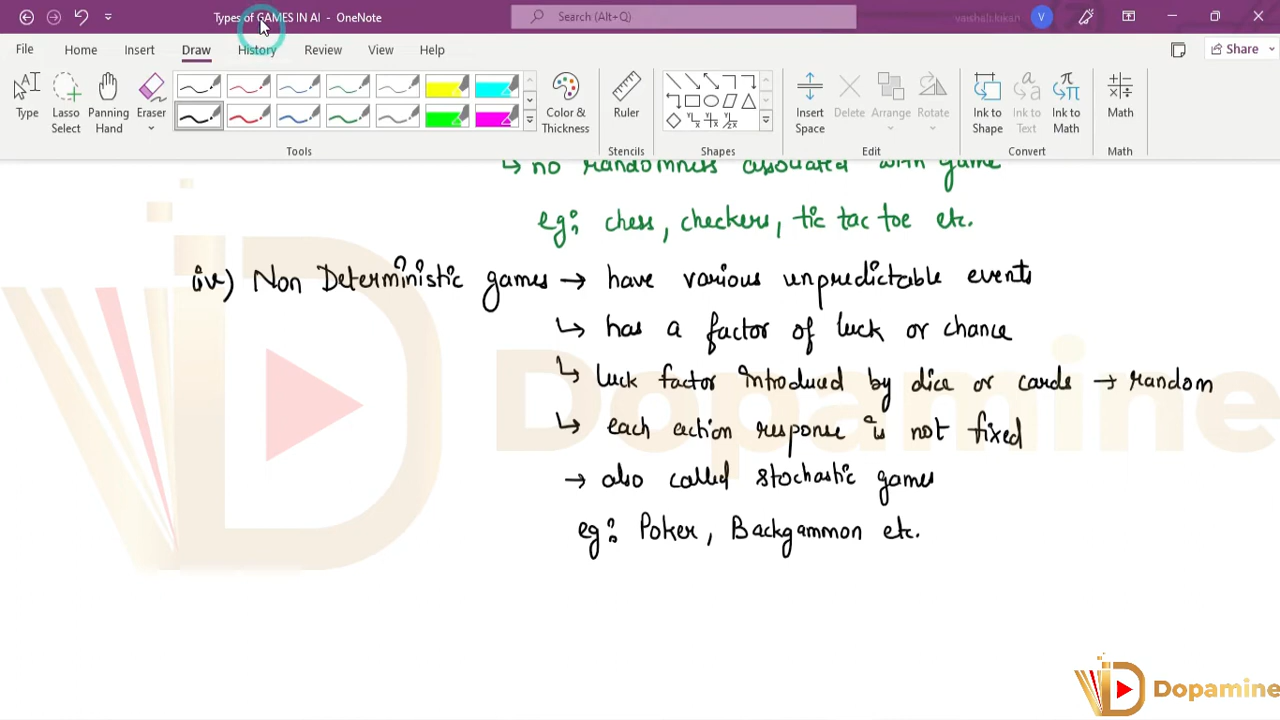 Types of GAMES IN AI - OneNote
Search (Alt+Q)
vaishali.kikan
V
File Home Insert Draw History Review View Help
Share
Type
Lasso Select
Panning Hand
Eraser
Color & Thickness
Ruler
Insert Space
Delete
Arrange
Rotate
Ink to Shape
Ink to Text
Ink to Math
Math
Tools Stencils Shapes Edit Convert Math
↳ no randomness associated with game
eg: chess, checkers, tic tac toe etc.
iv) Non Deterministic games → have various unpredictable events
↳ has a factor of luck or chance
↳ luck factor introduced by dice or cards → random
↳ each action response is not fixed
→ also called stochastic games
eg: Poker, Backgammon etc.
Dopamine
Dopamine